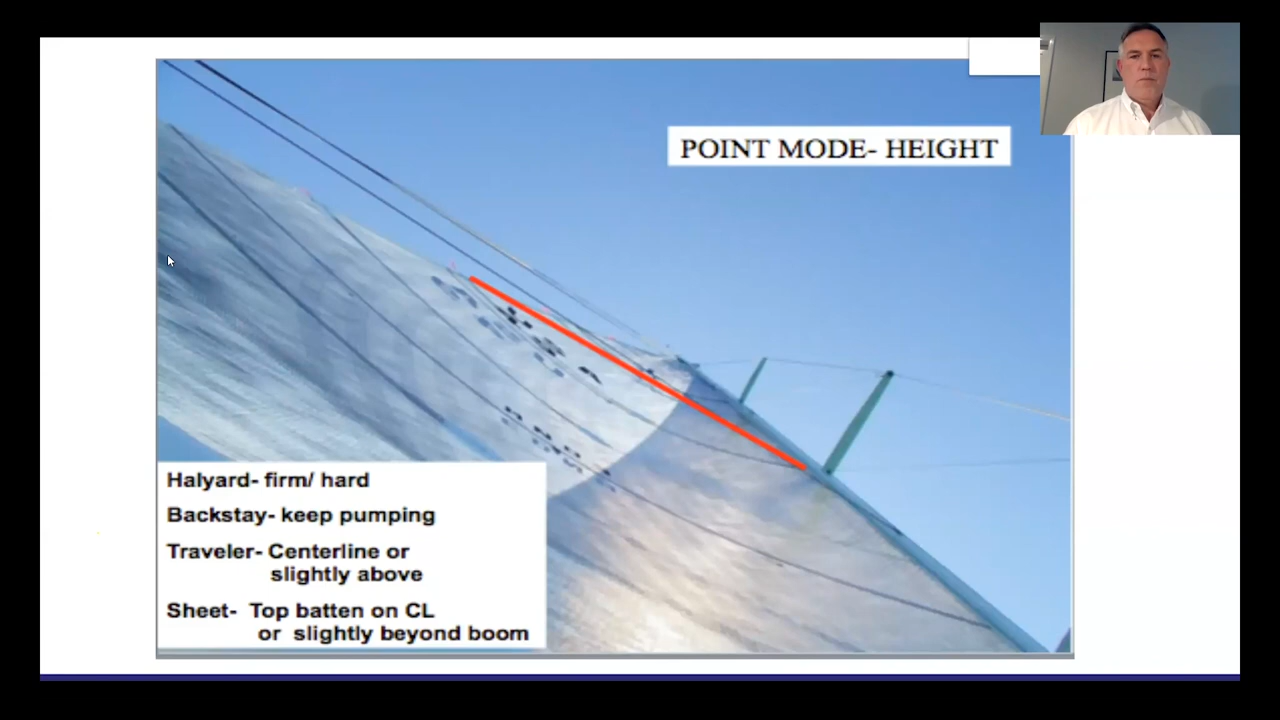 POINT MODE- HEIGHT
Halyard- firm/ hard
Backstay- keep pumping
Traveler- Centerline or
slightly above
Sheet- Top batten on CL
or slightly beyond boom